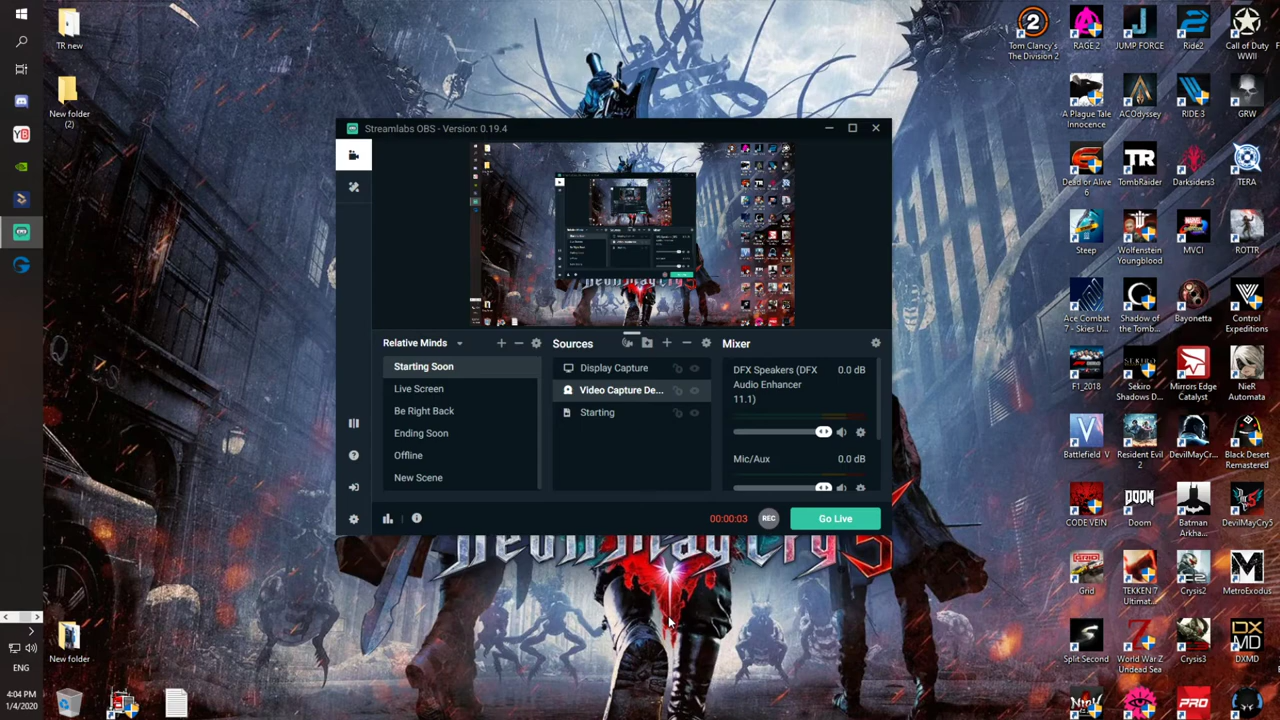 TR new
New folder
(2)
New folder
ENG
4:04 PM
1/4/2020
Streamlabs OBS - Version: 0.19.4
Relative Minds
Starting Soon
Live Screen
Be Right Back
Ending Soon
Offline
New Scene
Sources
Display Capture
Video Capture De...
Starting
Mixer
DFX Speakers (DFX
Audio Enhancer
11.1)
0.0 dB
Mic/Aux
0.0 dB
00:00:03
REC
Go Live
Devil May Cry 5
Tom Clancy's
The Division 2
RAGE 2
JUMP FORCE
Ride2
Call of Duty
WWII
A Plague Tale
Innocence
ACOdyssey
RIDE 3
GRW
Dead or Alive
6
TombRaider
Darksiders3
TERA
Steep
Wolfenstein
Youngblood
MVCI
ROTTR
Ace Combat
7 - Skies U...
Shadow of
the Tomb...
Bayonetta
Control
Expeditions
F1_2018
Sekiro
Shadows D...
Mirrors Edge
Catalyst
NieR
Automata
Battlefield V
Resident Evil
2
DevilMayCr...
Black Desert
Remastered
CODE VEIN
Doom
Batman
Arkha...
DevilMayCry5
Grid
TEKKEN 7
Ultimat...
Crysis2
MetroExodus
Split.Second
World War Z
Undead Sea
Crysis3
DXMD